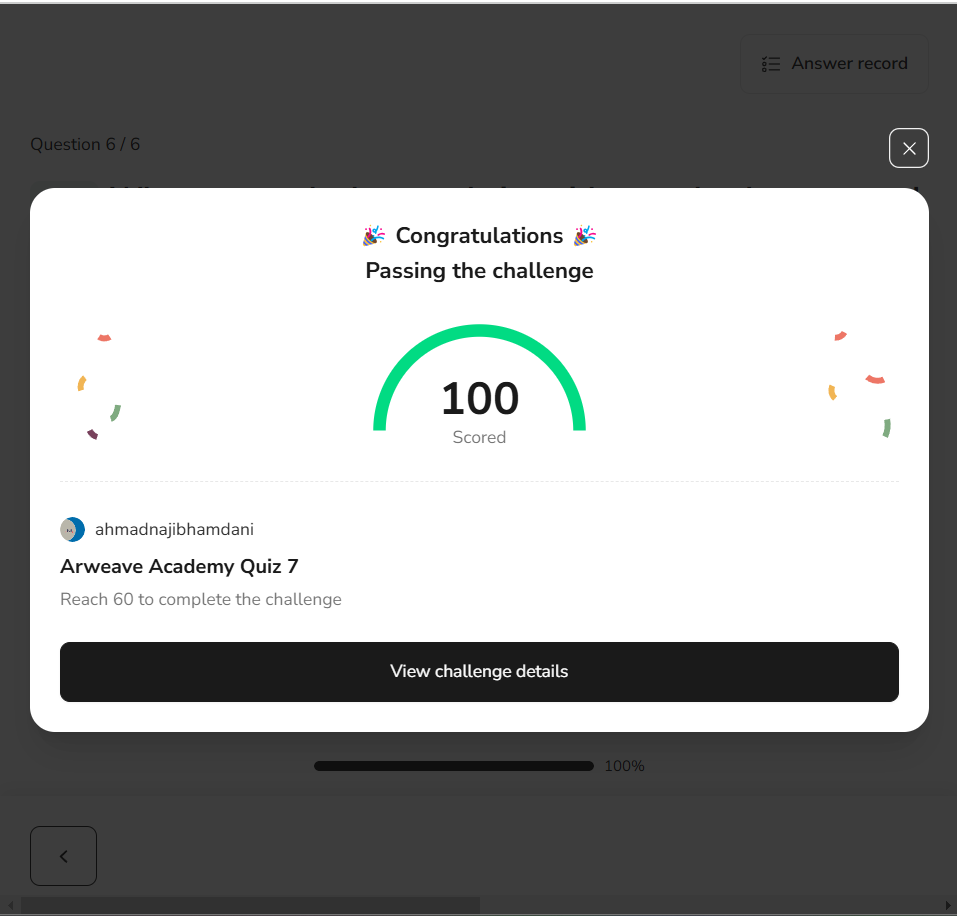 Answer record
Question 6 / 6
Congratulations
Passing the challenge
100
Scored
ahmadnajibhamdani
Arweave Academy Quiz 7
Reach 60 to complete the challenge
View challenge details
100%